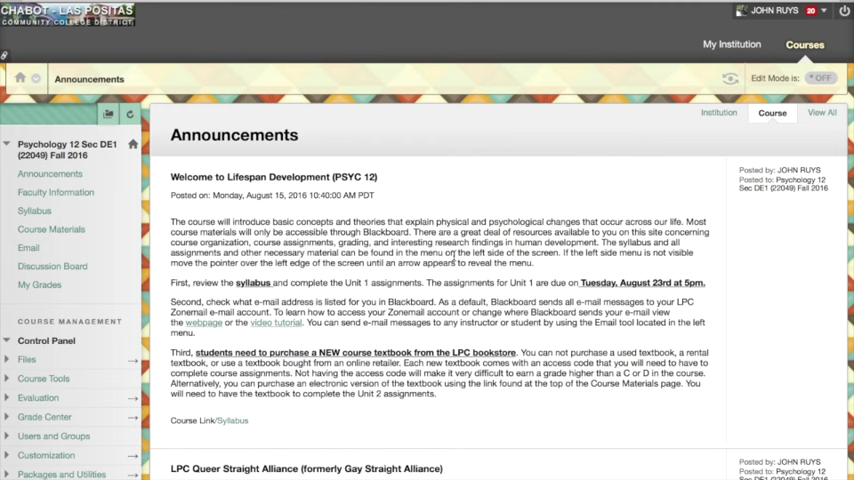 CHABOT - LAS POSITAS
COMMUNITY COLLEGE DISTRICT
JOHN RUYS 20
My Institution Courses
Announcements
Edit Mode is: OFF
Institution Course View All
Psychology 12 Sec DE1
(22049) Fall 2016
Announcements
Faculty Information
Syllabus
Course Materials
Email
Discussion Board
My Grades
COURSE MANAGEMENT
Control Panel
Files
Course Tools
Evaluation
Grade Center
Users and Groups
Customization
Packages and Utilities
Announcements
Welcome to Lifespan Development (PSYC 12)
Posted on: Monday, August 15, 2016 10:40:00 AM PDT
The course will introduce basic concepts and theories that explain physical and psychological changes that occur across our life. Most
course materials will only be accessible through Blackboard. There are a great deal of resources available to you on this site concerning
course organization, course assignments, grading, and interesting research findings in human development. The syllabus and all
assignments and other necessary material can be found in the menu on the left side of the screen. If the left side menu is not visible
move the pointer over the left edge of the screen until an arrow appears to reveal the menu.
First, review the syllabus and complete the Unit 1 assignments. The assignments for Unit 1 are due on Tuesday, August 23rd at 5pm.
Second, check what e-mail address is listed for you in Blackboard. As a default, Blackboard sends all e-mail messages to your LPC
Zonemail e-mail account. To learn how to access your Zonemail account or change where Blackboard sends your e-mail view
the webpage or the video tutorial. You can send e-mail messages to any instructor or student by using the Email tool located in the left
menu.
Third, students need to purchase a NEW course textbook from the LPC bookstore. You can not purchase a used textbook, a rental
textbook, or use a textbook bought from an online retailer. Each new textbook comes with an access code that you will need to have to
complete course assignments. Not having the access code will make it very difficult to earn a grade higher than a C or D in the course.
Alternatively, you can purchase an electronic version of the textbook using the link found at the top of the Course Materials page. You
will need to have the textbook to complete the Unit 2 assignments.
Course Link/Syllabus
Posted by: JOHN RUYS
Posted to: Psychology 12
Sec DE1 (22049) Fall 2016
LPC Queer Straight Alliance (formerly Gay Straight Alliance)
Posted by: JOHN RUYS
Posted to: Psychology 12
Sec DE1 (22049) Fall 2016